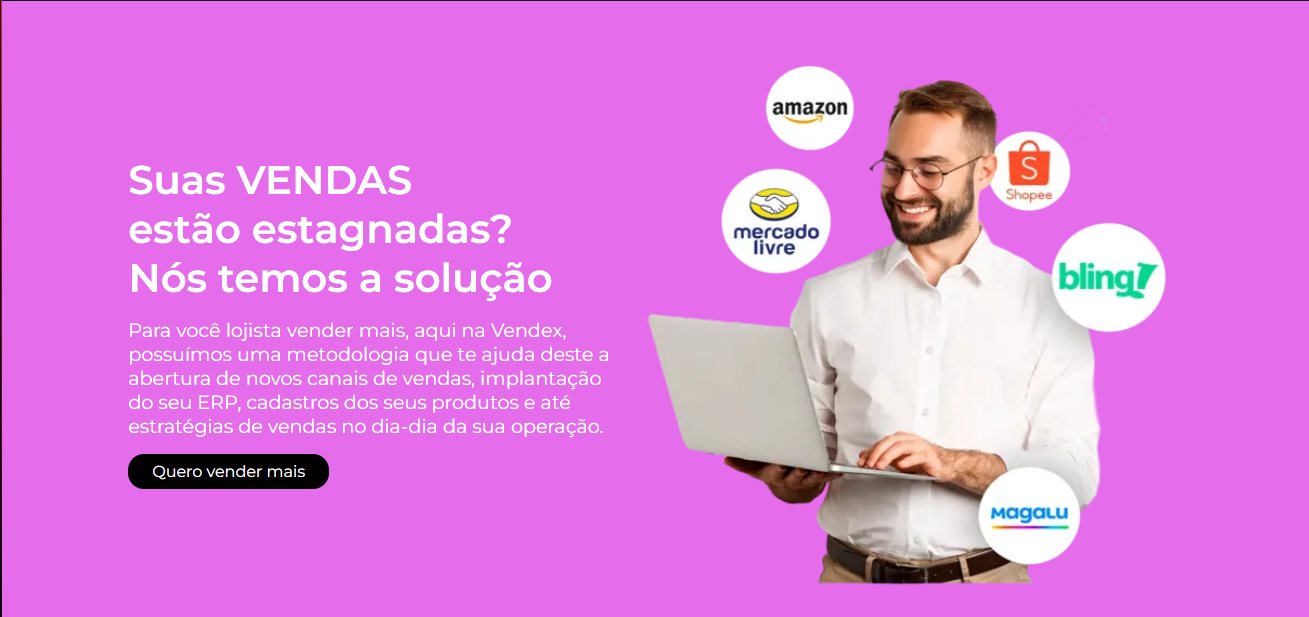 Suas VENDAS
estão estagnadas?
Nós temos a solução
Para você lojista vender mais, aqui na Vendex,
possuímos uma metodologia que te ajuda deste a
abertura de novos canais de vendas, implantação
do seu ERP, cadastros dos seus produtos e até
estratégias de vendas no dia-dia da sua operação.
Quero vender mais
amazon
S
Shopee
mercado
livre
bling!
MagaLu